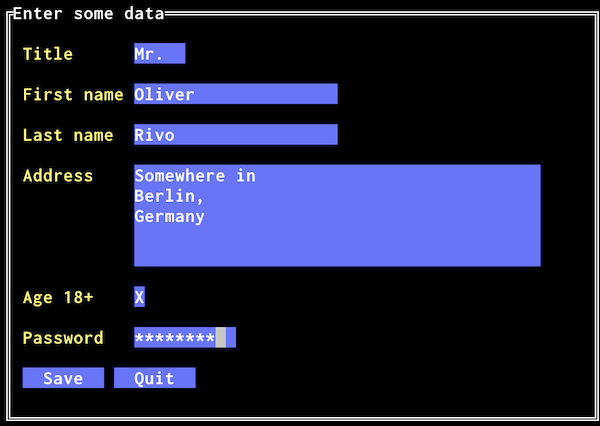 Enter some data
Title Mr.
First name Oliver
Last name Rivo
Address Somewhere in
Berlin,
Germany
Age 18+ X
Password ********
Save Quit